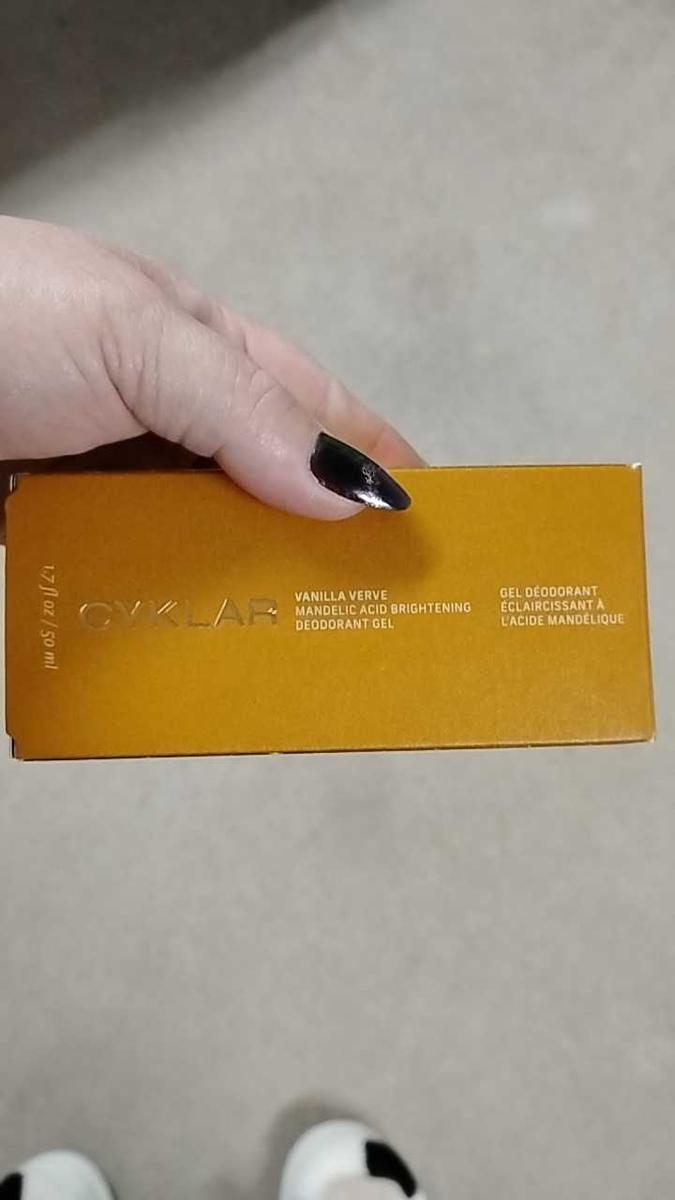 1.7 fl oz / 50 ml
CYKLAR
VANILLA VERVE
MANDELIC ACID BRIGHTENING
DEODORANT GEL
GEL DÉODORANT
ÉCLAIRCISSANT À
L'ACIDE MANDÉLIQUE